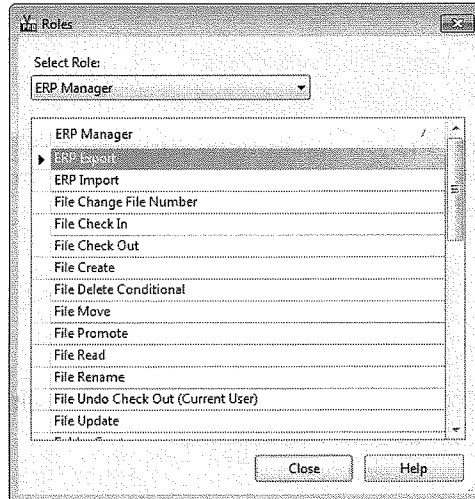 Roles
Select Role:
ERP Manager
ERP Manager
ERP Export
ERP Import
File Change File Number
File Check In
File Check Out
File Create
File Delete Conditional
File Move
File Promote
File Read
File Rename
File Undo Check Out (Current User)
File Update
Close
Help